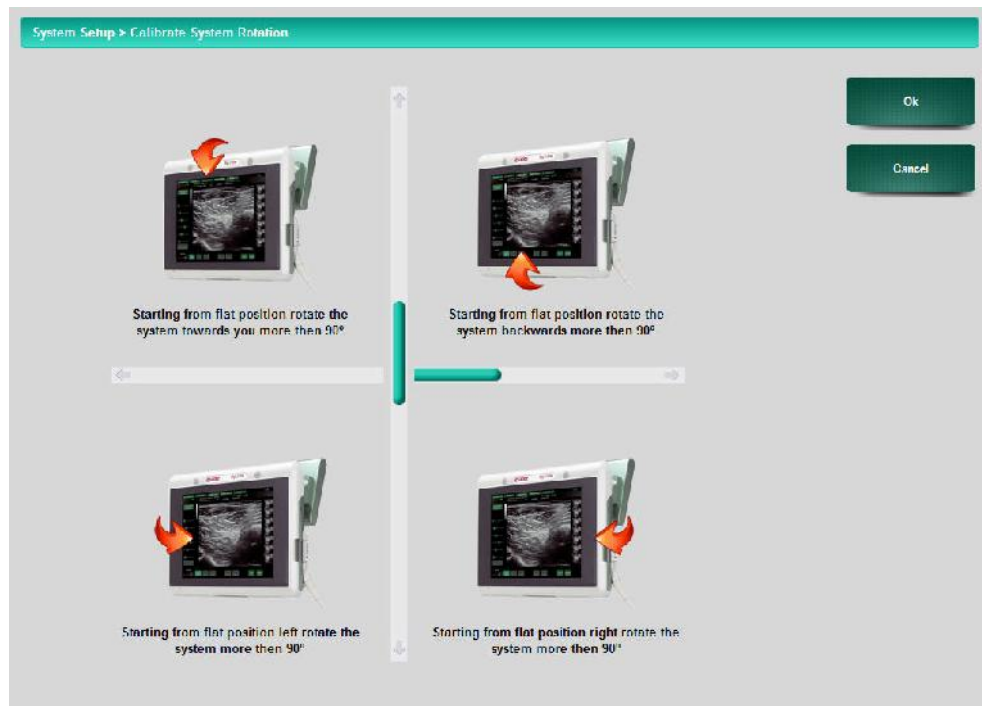 System Setup > Calibrate System Rotation
Ok
Cancel
Starting from flat position rotate the
system towards you more then 90°
Starting from flat position rotate the
system backwards more then 90°
Starting from flat position left rotate the
system more then 90°
Starting from flat position right rotate the
system more then 90°